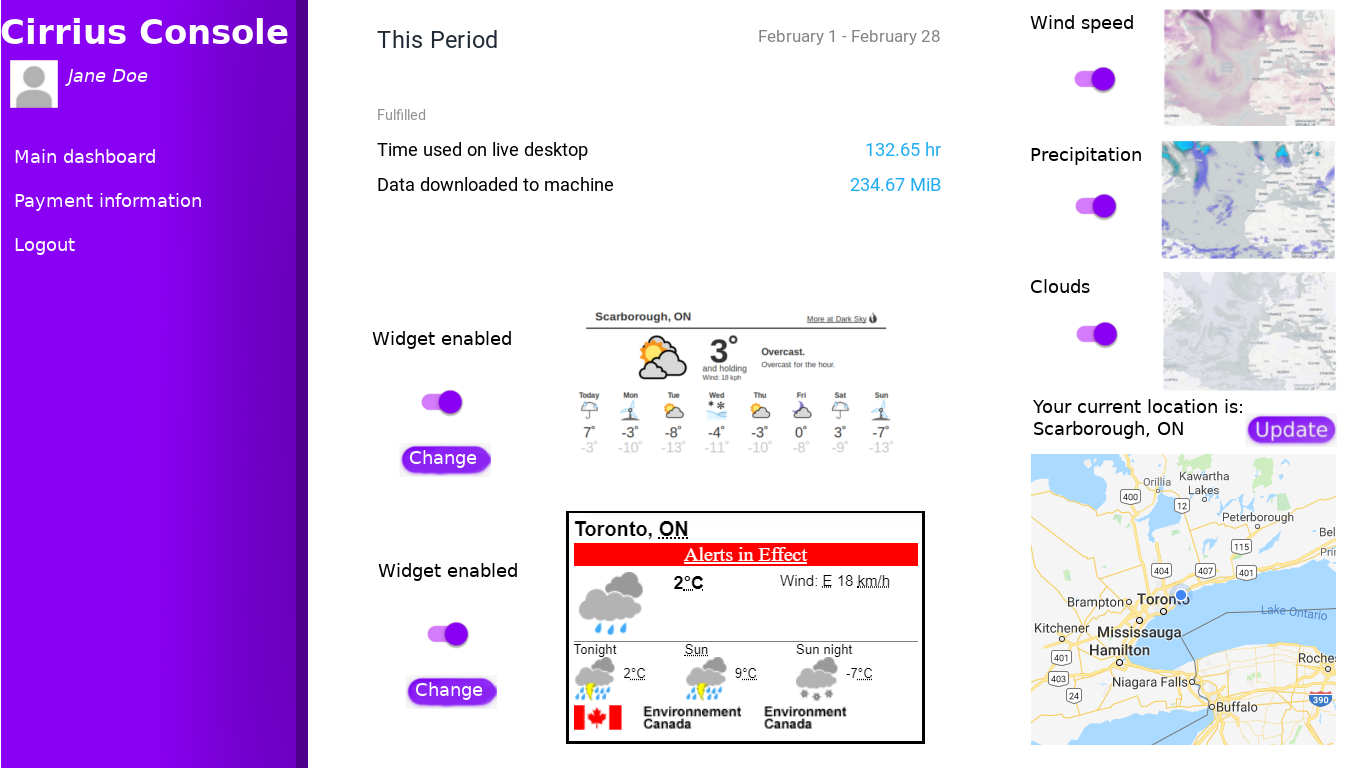 Cirrius Console
Jane Doe
Main dashboard
Payment information
Logout
This Period
February 1 - February 28
Fulfilled
Time used on live desktop 132.65 hr
Data downloaded to machine 234.67 MiB
Widget enabled
Change
Scarborough, ON
More at Dark Sky
3°
and holding
Wind: 18 kph
Overcast.
Overcast for the hour.
Today Mon Tue Wed Thu Fri Sat Sun
7° -3° -8° -4° -3° 0° 3° -7°
-3° -10° -13° -11° -10° -8° -9° -13°
Widget enabled
Change
Toronto, ON
Alerts in Effect
2°C
Wind: E 18 km/h
Tonight Sun Sun night
2°C 9°C -7°C
Environnement Environment
Canada Canada
Wind speed
Precipitation
Clouds
Your current location is:
Scarborough, ON
Update
Orillia
Kawartha
Lakes
400
12
Peterborough
Bel
115
Prin
404
407
401
Brampton
Toronto
Lake Ontario
Kitchener
Mississauga
401
Hamilton
Roches
403
Niagara Falls
24
390
Buffalo